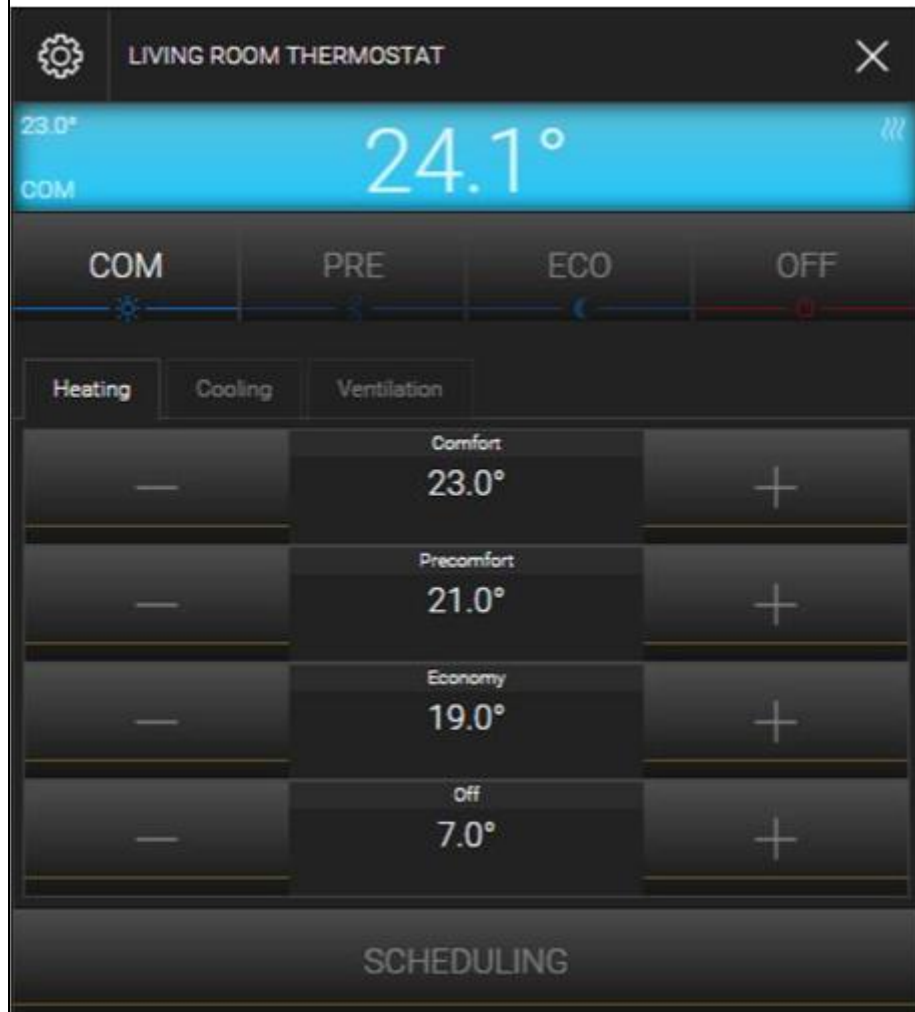 LIVING ROOM THERMOSTAT
23.0°
24.1°
COM
COM PRE ECO OFF
Heating Cooling Ventilation
Comfort
— 23.0° +
Precomfort
— 21.0° +
Economy
— 19.0° +
Off
— 7.0° +
SCHEDULING